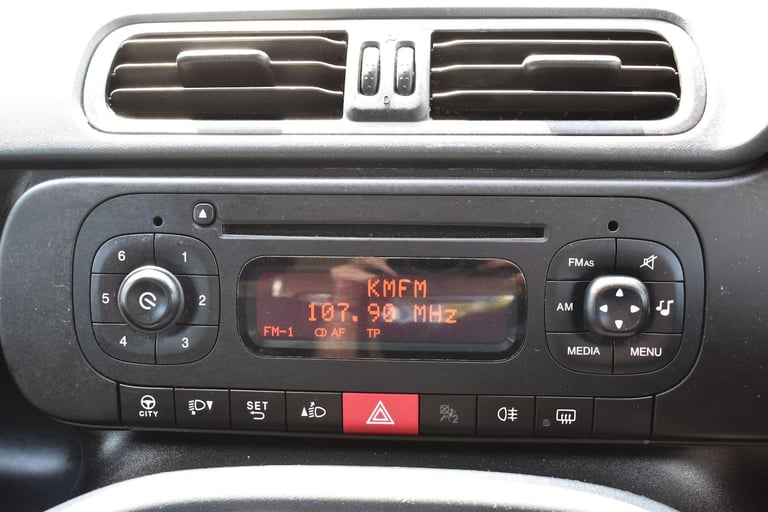 6 1
5 2
4 3
KMFM
107.90 MHz
FM-1 AF TP
FMAS
AM
MEDIA MENU
CITY SET 2